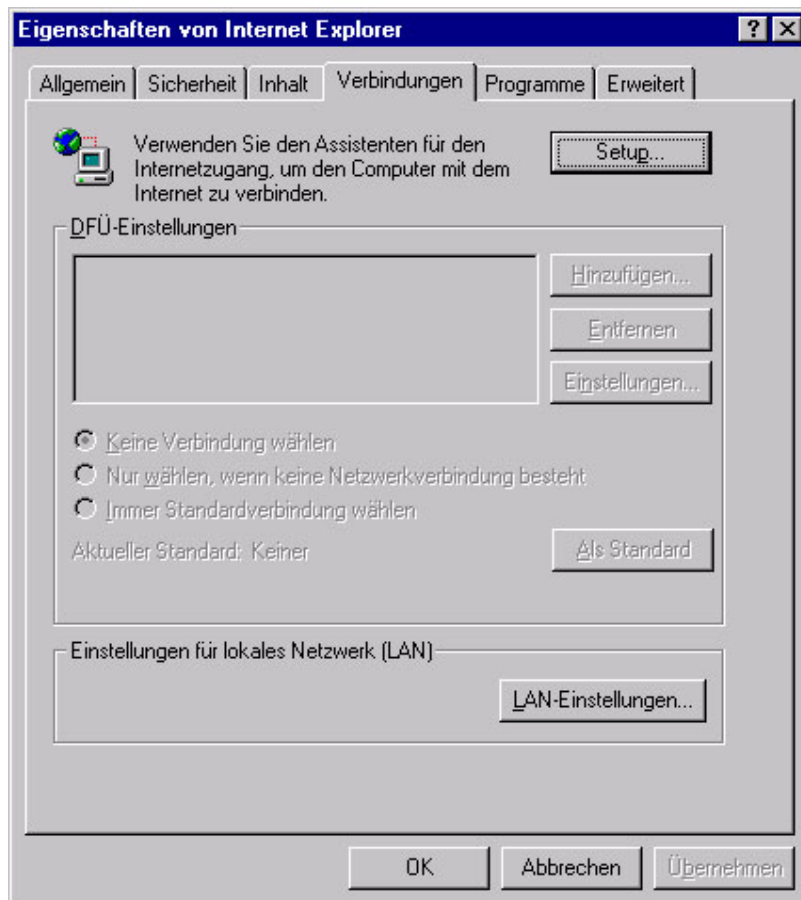 Eigenschaften von Internet Explorer
Allgemein Sicherheit Inhalt Verbindungen Programme Erweitert
Verwenden Sie den Assistenten für den
Internetzugang, um den Computer mit dem
Internet zu verbinden.
Setup...
DFÜ-Einstellungen
Hinzufügen...
Entfernen
Einstellungen...
Keine Verbindung wählen
Nur wählen, wenn keine Netzwerkverbindung besteht
Immer Standardverbindung wählen
Aktueller Standard: Keiner
Als Standard
Einstellungen für lokales Netzwerk (LAN)
LAN-Einstellungen...
OK Abbrechen Übernehmen